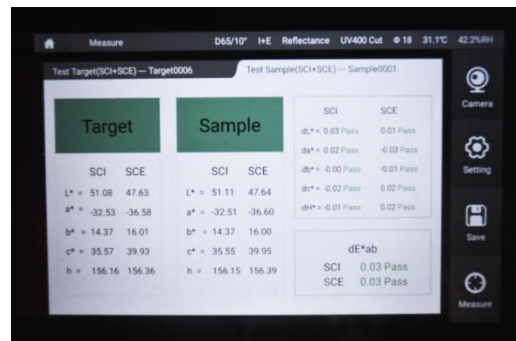 Measure D65/10° I+E Reflectance UV400 Cut Φ 18 31.1℃ 42.2%RH
Test Target(SCI+SCE) --- Target0006
Test Sample(SCI+SCE) --- Sample0001
Target
SCI SCE
L* = 51.08 47.63
a* = -32.53 -36.58
b* = 14.37 16.01
c* = 35.57 39.93
h = 156.16 156.36
Sample
SCI SCE
L* = 51.11 47.64
a* = -32.51 -36.60
b* = 14.37 16.00
c* = 35.55 39.95
h = 156.15 156.39
SCI SCE
dL* = 0.03 Pass 0.01 Pass
da* = 0.02 Pass -0.03 Pass
db* = -0.00 Pass -0.01 Pass
dc* = -0.02 Pass 0.02 Pass
dH* = -0.01 Pass 0.02 Pass
dE*ab
SCI 0.03 Pass
SCE 0.03 Pass
Camera
Setting
Save
Measure